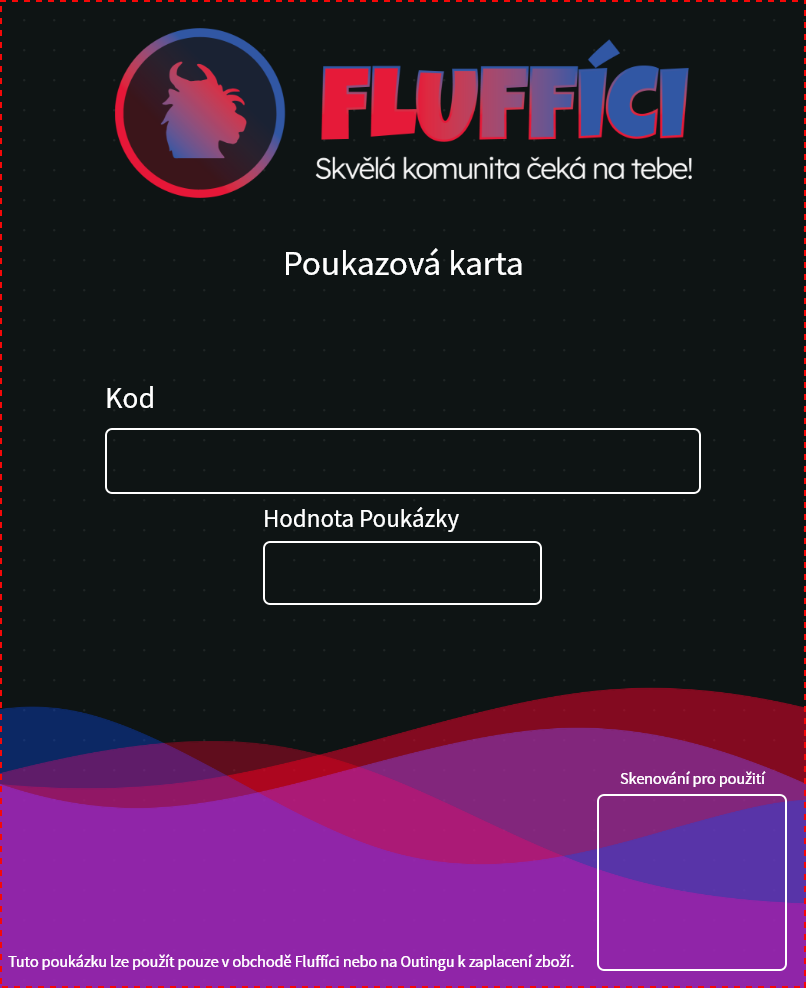 FLUFFÍCI
Skvělá komunita čeká na tebe!
Poukazová karta
Kod
Hodnota Poukázky
Skenování pro použití
Tuto poukázku lze použít pouze v obchodě Fluffíci nebo na Outingu k zaplacení zboží.